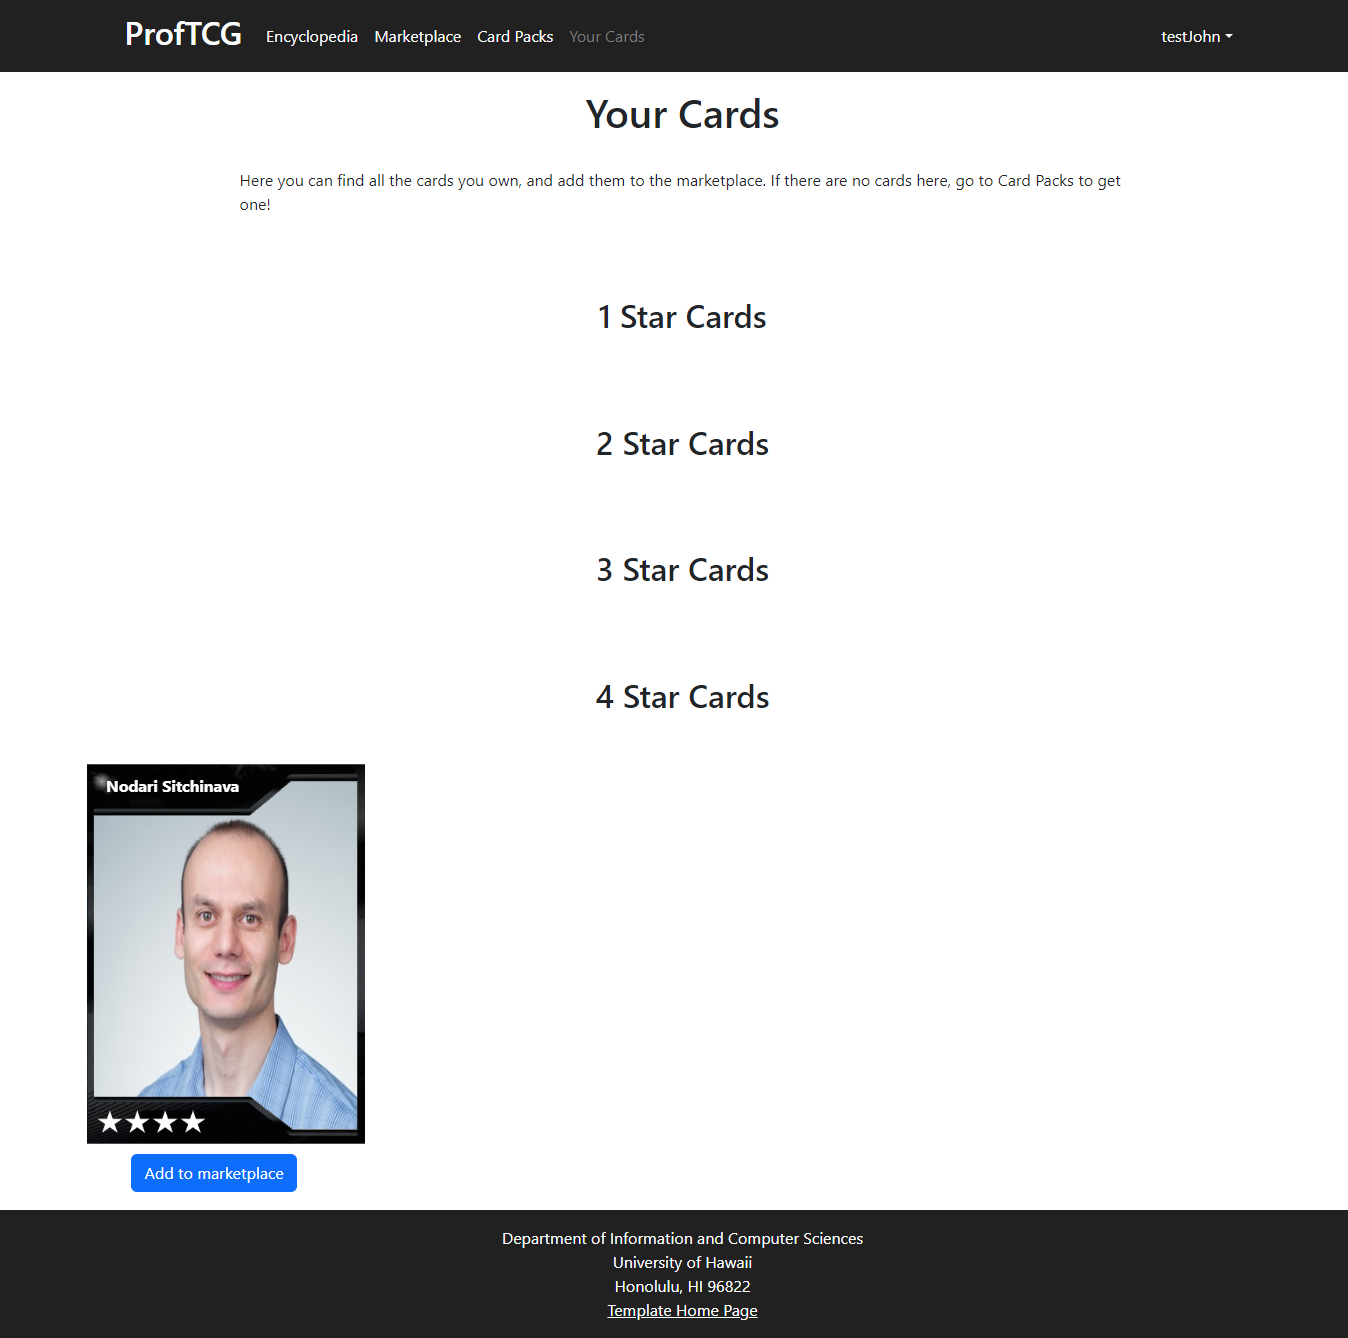 ProfTCG Encyclopedia Marketplace Card Packs Your Cards testJohn
Your Cards
Here you can find all the cards you own, and add them to the marketplace. If there are no cards here, go to Card Packs to get
one!
1 Star Cards
2 Star Cards
3 Star Cards
4 Star Cards
Nodari Sitchinava
Add to marketplace
Department of Information and Computer Sciences
University of Hawaii
Honolulu, HI 96822
Template Home Page